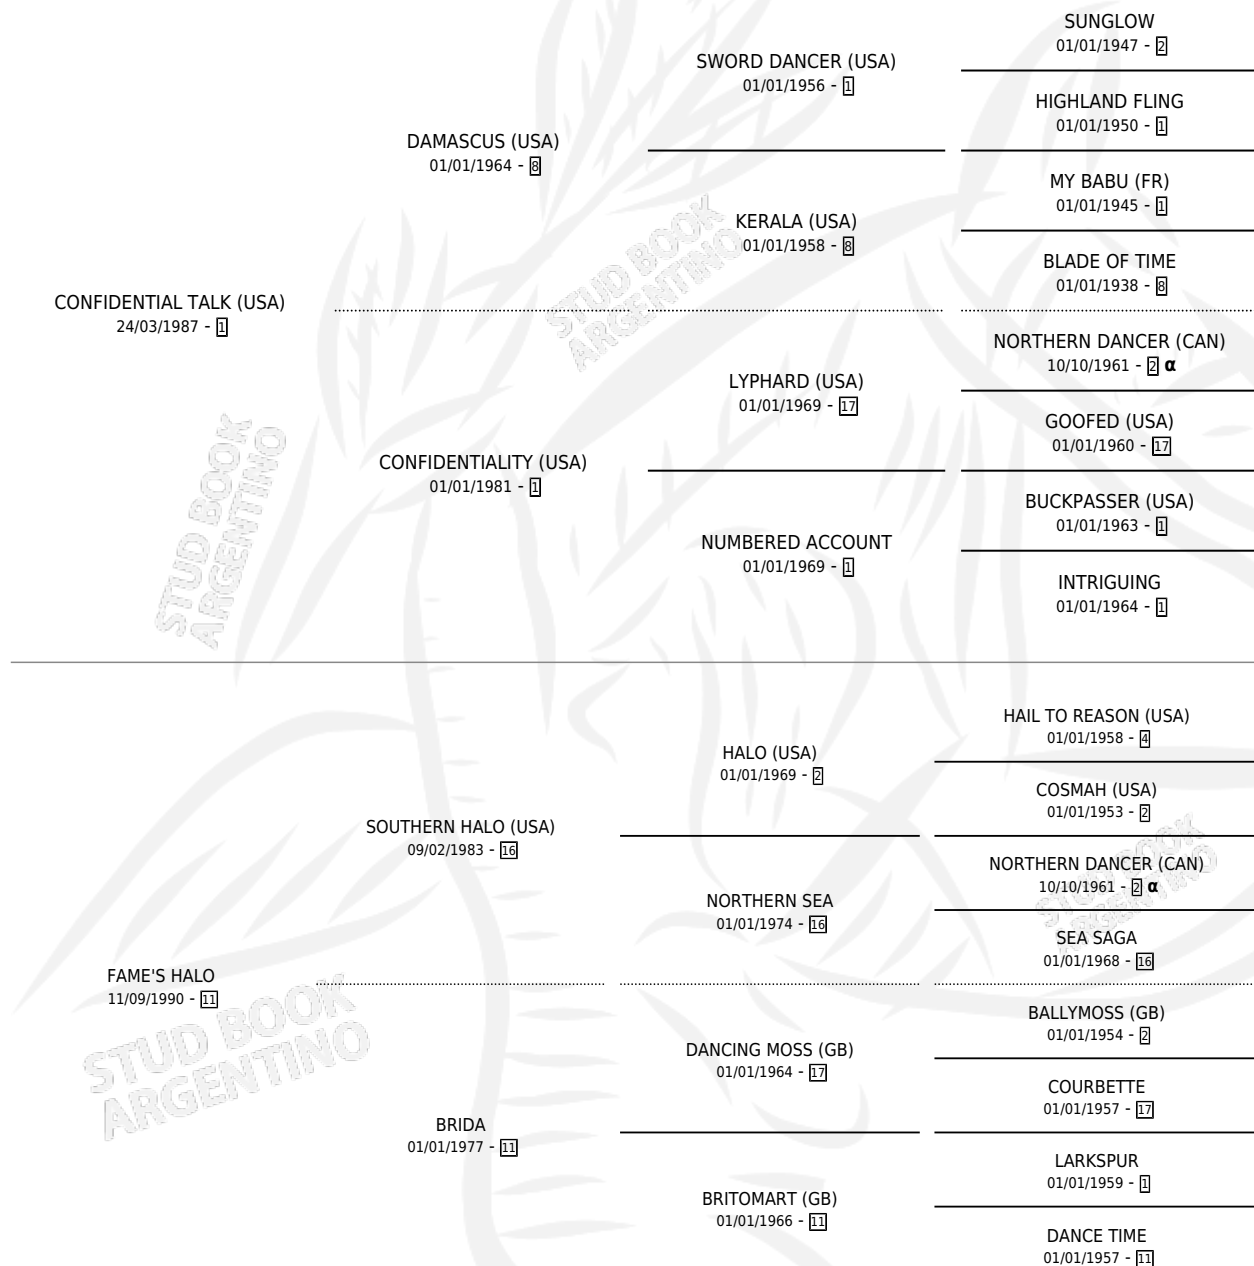 SUNGLOW
01/01/1947 - 2
SWORD DANCER (USA)
01/01/1956 - 1
HIGHLAND FLING
01/01/1950 - 1
DAMASCUS (USA)
01/01/1964 - 8
MY BABU (FR)
01/01/1945 - 1
KERALA (USA)
01/01/1958 - 8
BLADE OF TIME
01/01/1938 - 8
CONFIDENTIAL TALK (USA)
24/03/1987 - 1
NORTHERN DANCER (CAN)
10/10/1961 - 2 α
LYPHARD (USA)
01/01/1969 - 17
GOOFED (USA)
01/01/1960 - 17
CONFIDENTIALITY (USA)
01/01/1981 - 1
BUCKPASSER (USA)
01/01/1963 - 1
NUMBERED ACCOUNT
01/01/1969 - 1
INTRIGUING
01/01/1964 - 1
HAIL TO REASON (USA)
01/01/1958 - 4
HALO (USA)
01/01/1969 - 2
COSMAH (USA)
01/01/1953 - 2
SOUTHERN HALO (USA)
09/02/1983 - 16
NORTHERN DANCER (CAN)
10/10/1961 - 2 α
NORTHERN SEA
01/01/1974 - 16
SEA SAGA
01/01/1968 - 16
FAME'S HALO
11/09/1990 - 11
BALLYMOSS (GB)
01/01/1954 - 2
DANCING MOSS (GB)
01/01/1964 - 17
COURBETTE
01/01/1957 - 17
BRIDA
01/01/1977 - 11
LARKSPUR
01/01/1959 - 1
BRITOMART (GB)
01/01/1966 - 11
DANCE TIME
01/01/1957 - 11
STUD BOOK
ARGENTINO
STUD BOOK
ARGENTINO
STUD BOOK
ARGENTINO
STUD BOOK
ARGENTINO